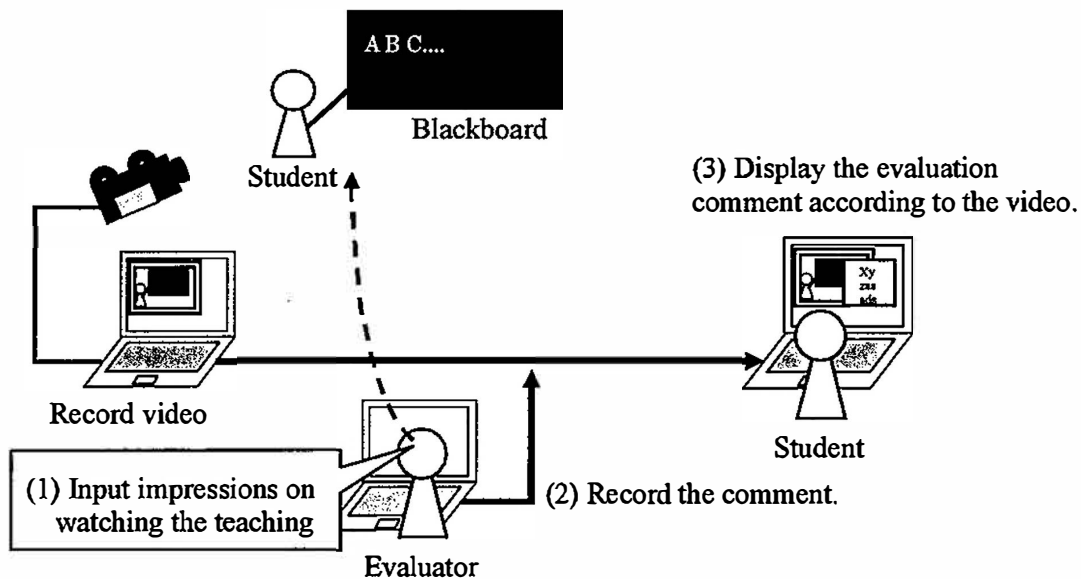 A B C....
Blackboard
Student
(3) Display the evaluation
comment according to the video.
Xy
Record video
Student
(1) Input impressions on
watching the teaching
(2) Record the comment.
Evaluator